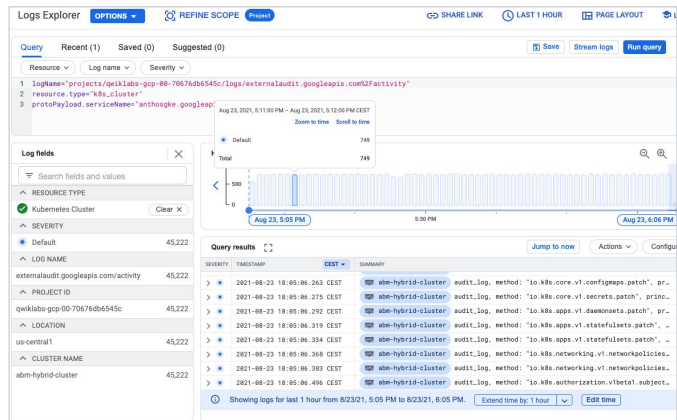 Logs Explorer OPTIONS REFINE SCOPE Project SHARE LINK LAST 1 HOUR PAGE LAYOUT
Query Recent (1) Saved (0) Suggested (0) Save Stream logs Run query
Resource Log name Severity
1 logName="projects/qwiklabs-gcp-00-70676db6545c/logs/externalaudit.googleapis.com%2Factivity"
2 resource.type="k8s_cluster"
3 protoPayload.serviceName="anthosgke.googleap
Aug 23, 2021, 5:11:00 PM – Aug 23, 2021, 5:12:00 PM CEST
Zoom to time Scroll to time
Default 749
Total 749
Log fields
Search fields and values
RESOURCE TYPE
Kubernetes Cluster Clear X
SEVERITY
Default 45,222
LOG NAME
externalaudit.googleapis.com/activity 45,222
PROJECT ID
qwiklabs-gcp-00-70676db6545c 45,222
LOCATION
us-central1 45,222
CLUSTER NAME
abm-hybrid-cluster 45,222
500
0
Aug 23, 5:05 PM 5:30 PM Aug 23, 6:06 PM
Query results Jump to now Actions Configu
SEVERITY TIMESTAMP CEST SUMMARY
2021-08-23 18:05:06.263 CEST abm-hybrid-cluster audit_log, method: "io.k8s.core.v1.configmaps.patch", pr…
2021-08-23 18:05:06.275 CEST abm-hybrid-cluster audit_log, method: "io.k8s.core.v1.secrets.patch", princ…
2021-08-23 18:05:06.292 CEST abm-hybrid-cluster audit_log, method: "io.k8s.apps.v1.daemonsets.patch", pr…
2021-08-23 18:05:06.319 CEST abm-hybrid-cluster audit_log, method: "io.k8s.apps.v1.statefulsets.patch", …
2021-08-23 18:05:06.334 CEST abm-hybrid-cluster audit_log, method: "io.k8s.apps.v1.statefulsets.patch", …
2021-08-23 18:05:06.368 CEST abm-hybrid-cluster audit_log, method: "io.k8s.networking.v1.networkpolicies…
2021-08-23 18:05:06.383 CEST abm-hybrid-cluster audit_log, method: "io.k8s.networking.v1.networkpolicies…
2021-08-23 18:05:06.496 CEST abm-hybrid-cluster audit_log, method: "io.k8s.authorization.v1beta1.subject…
Showing logs for last 1 hour from 8/23/21, 5:05 PM to 8/23/21, 6:05 PM. Extend time by: 1 hour Edit time